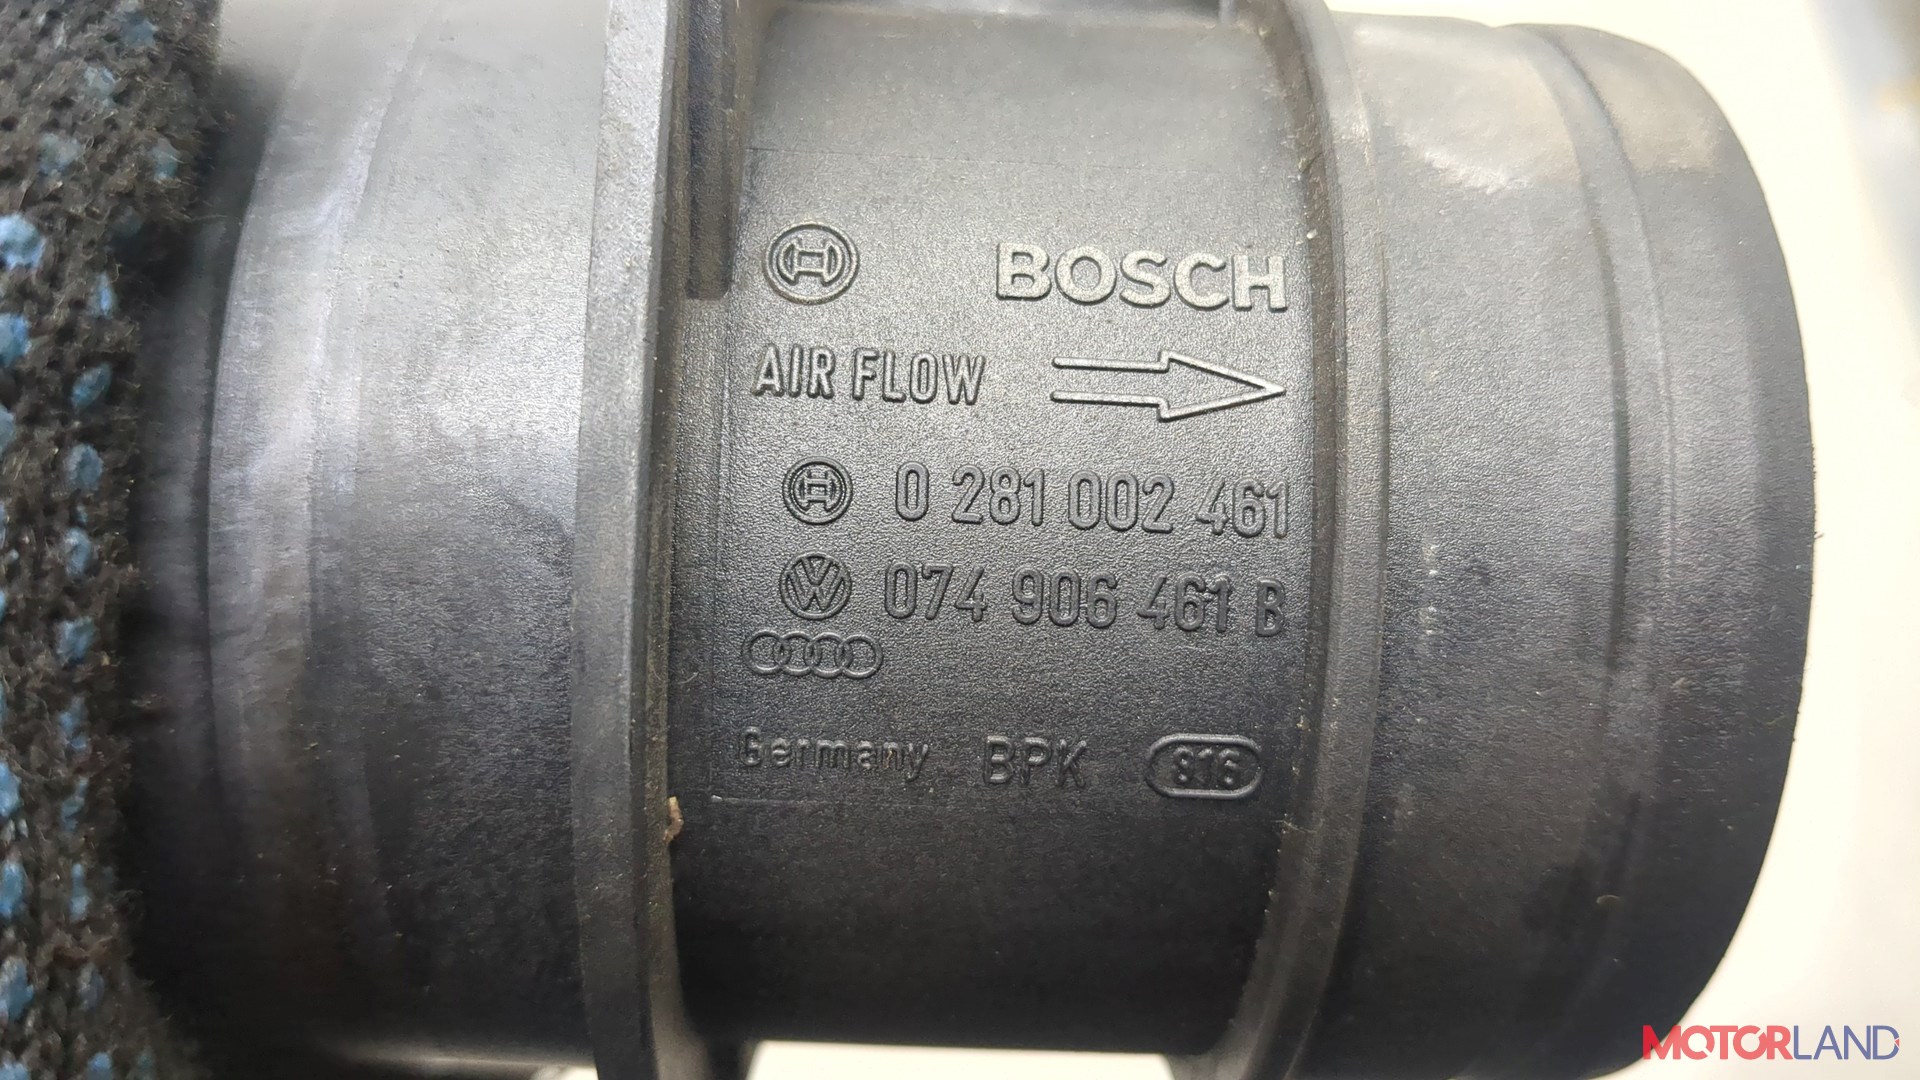 BOSCH
AIR FLOW
0 281 002 461
074 906 461 B
Germany BPK 816
MOTORLAND